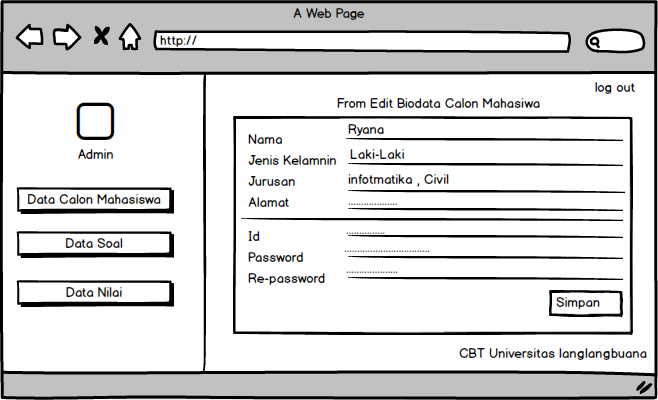 A Web Page
http://
log out
From Edit Biodata Calon Mahasiwa
Admin
Data Calon Mahasiswa
Data Soal
Data Nilai
Nama Ryana
Jenis Kelamnin Laki-Laki
Jurusan infotmatika , Civil
Alamat ....................
Id ...............
Password ..................................
Re-password ....................
Simpan
CBT Universitas langlangbuana